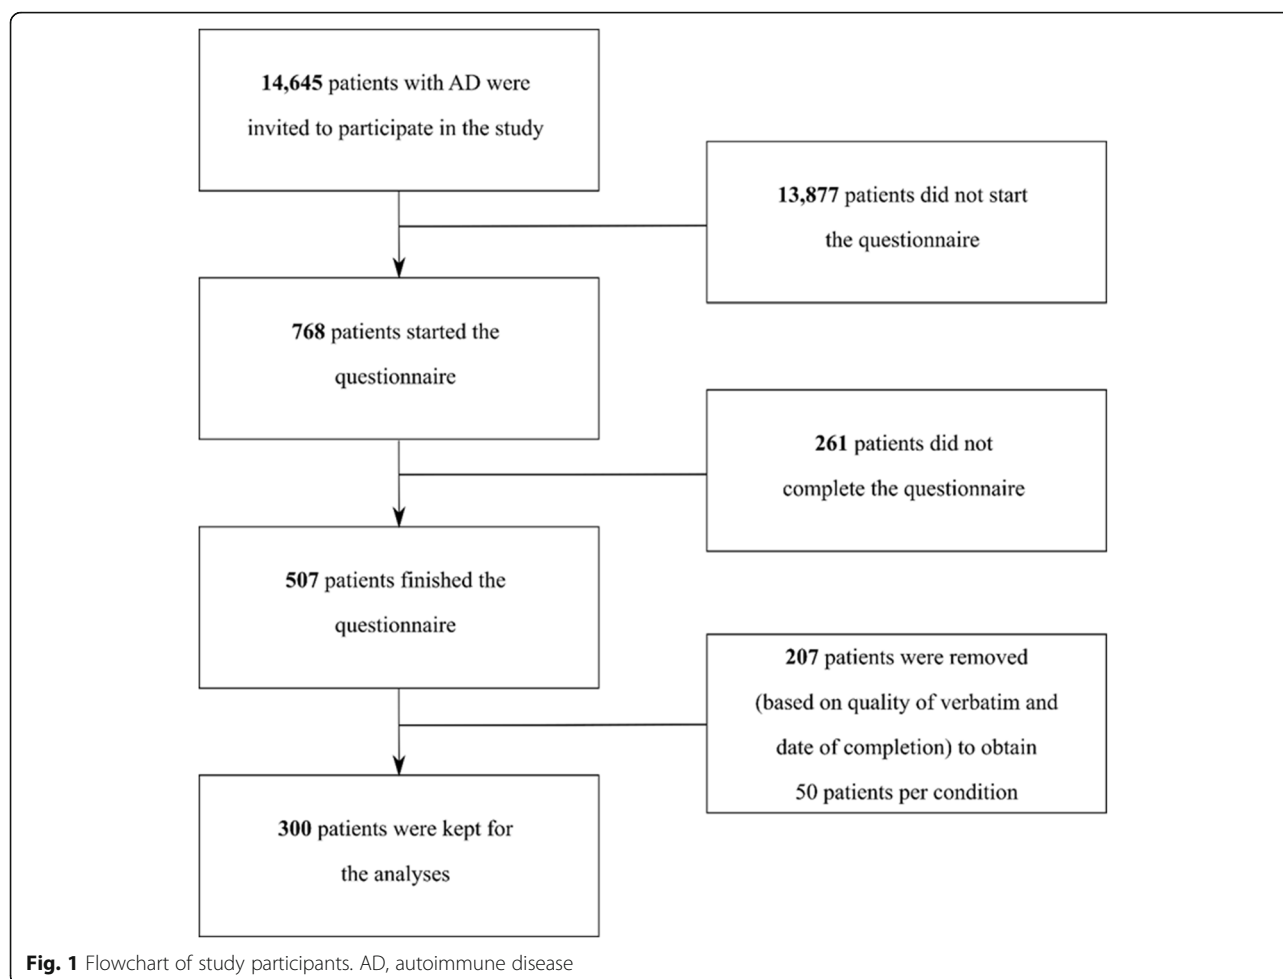 14,645 patients with AD were
invited to participate in the study
13,877 patients did not start
the questionnaire
768 patients started the
questionnaire
261 patients did not
complete the questionnaire
507 patients finished the
questionnaire
207 patients were removed
(based on quality of verbatim and
date of completion) to obtain
50 patients per condition
300 patients were kept for
the analyses
Fig. 1 Flowchart of study participants. AD, autoimmune disease